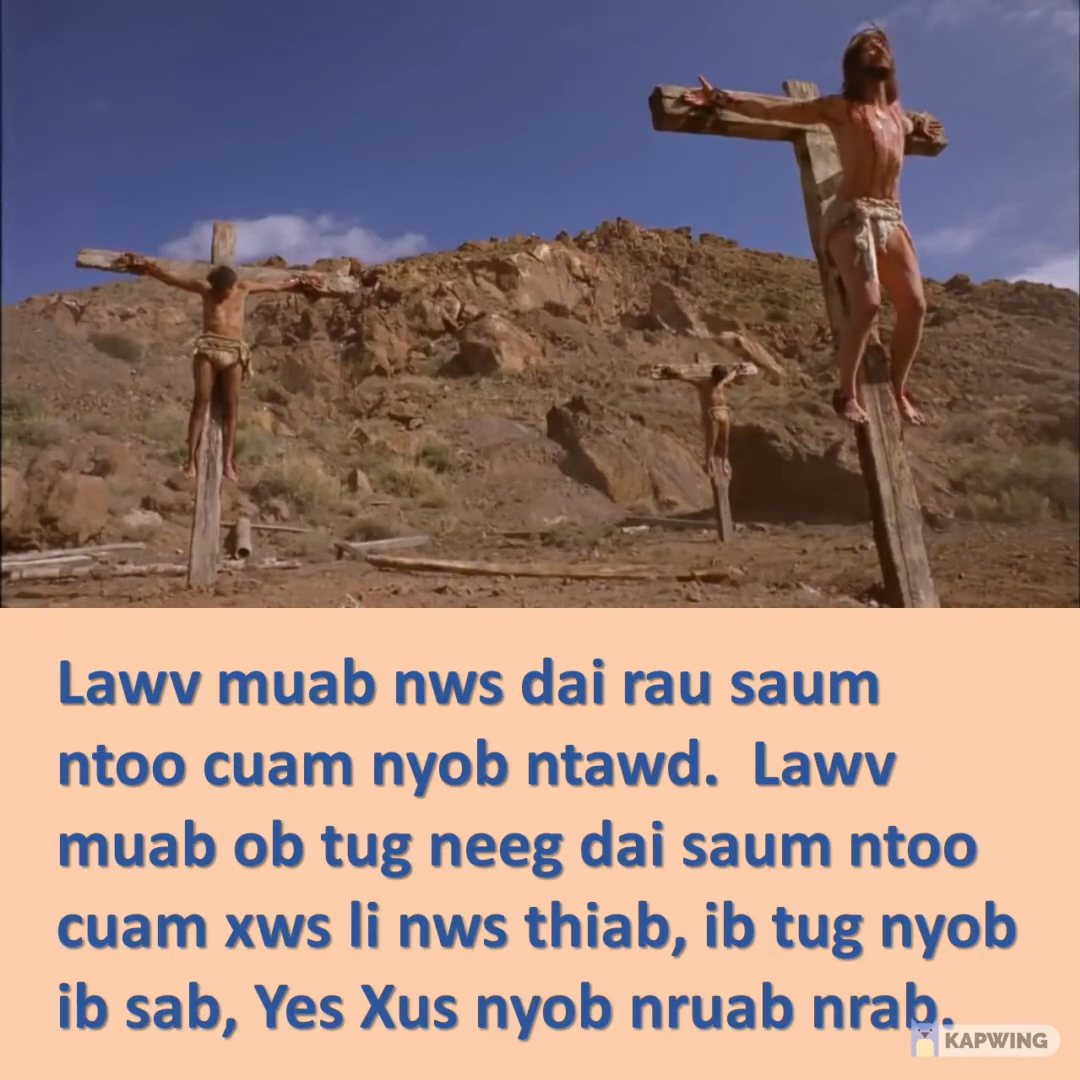 Lawv muab nws dai rau saum
ntoo cuam nyob ntawd.  Lawv
muab ob tug neeg dai saum ntoo
cuam xws li nws thiab, ib tug nyob
ib sab, Yes Xus nyob nruab nrab.
KAPWING